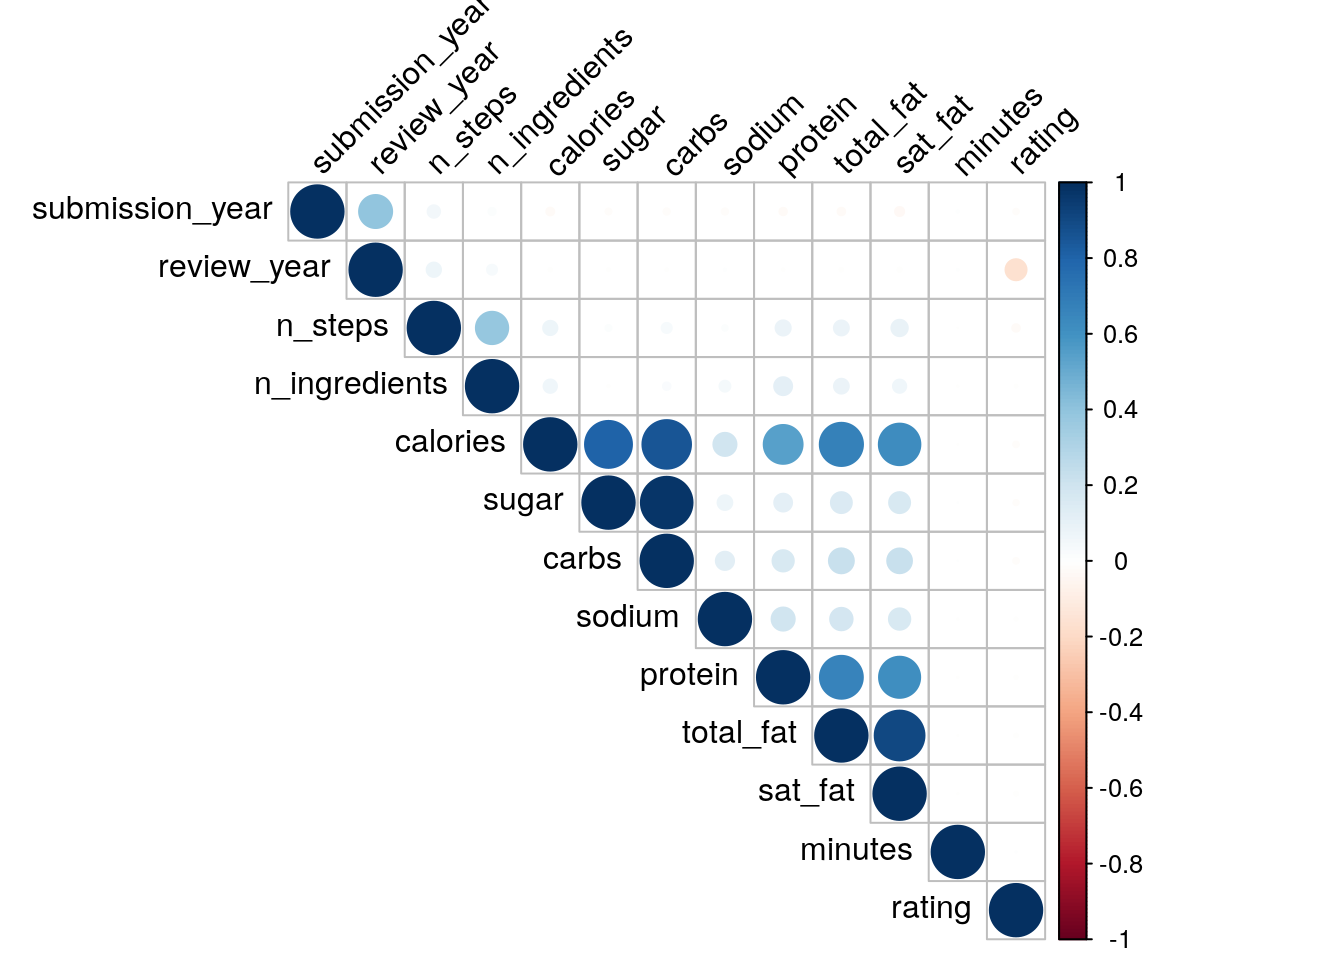 submission_year
review_year
n_steps
n_ingredients
calories
sugar
carbs
sodium
protein
total_fat
sat_fat
minutes
rating
submission_year
review_year
n_steps
n_ingredients
calories
sugar
carbs
sodium
protein
total_fat
sat_fat
minutes
rating
1
0.8
0.6
0.4
0.2
0
-0.2
-0.4
-0.6
-0.8
-1